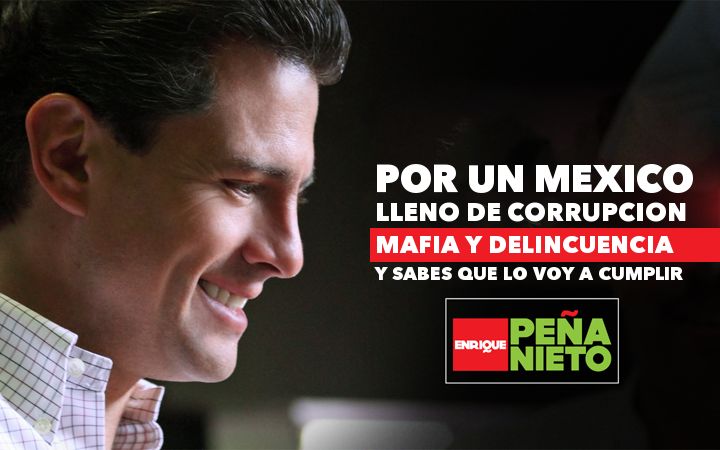 POR UN MEXICO
LLENO DE CORRUPCION
MAFIA Y DELINCUENCIA
Y SABES QUE LO VOY A CUMPLIR
ENRIQUE
PEÑA
NIETO